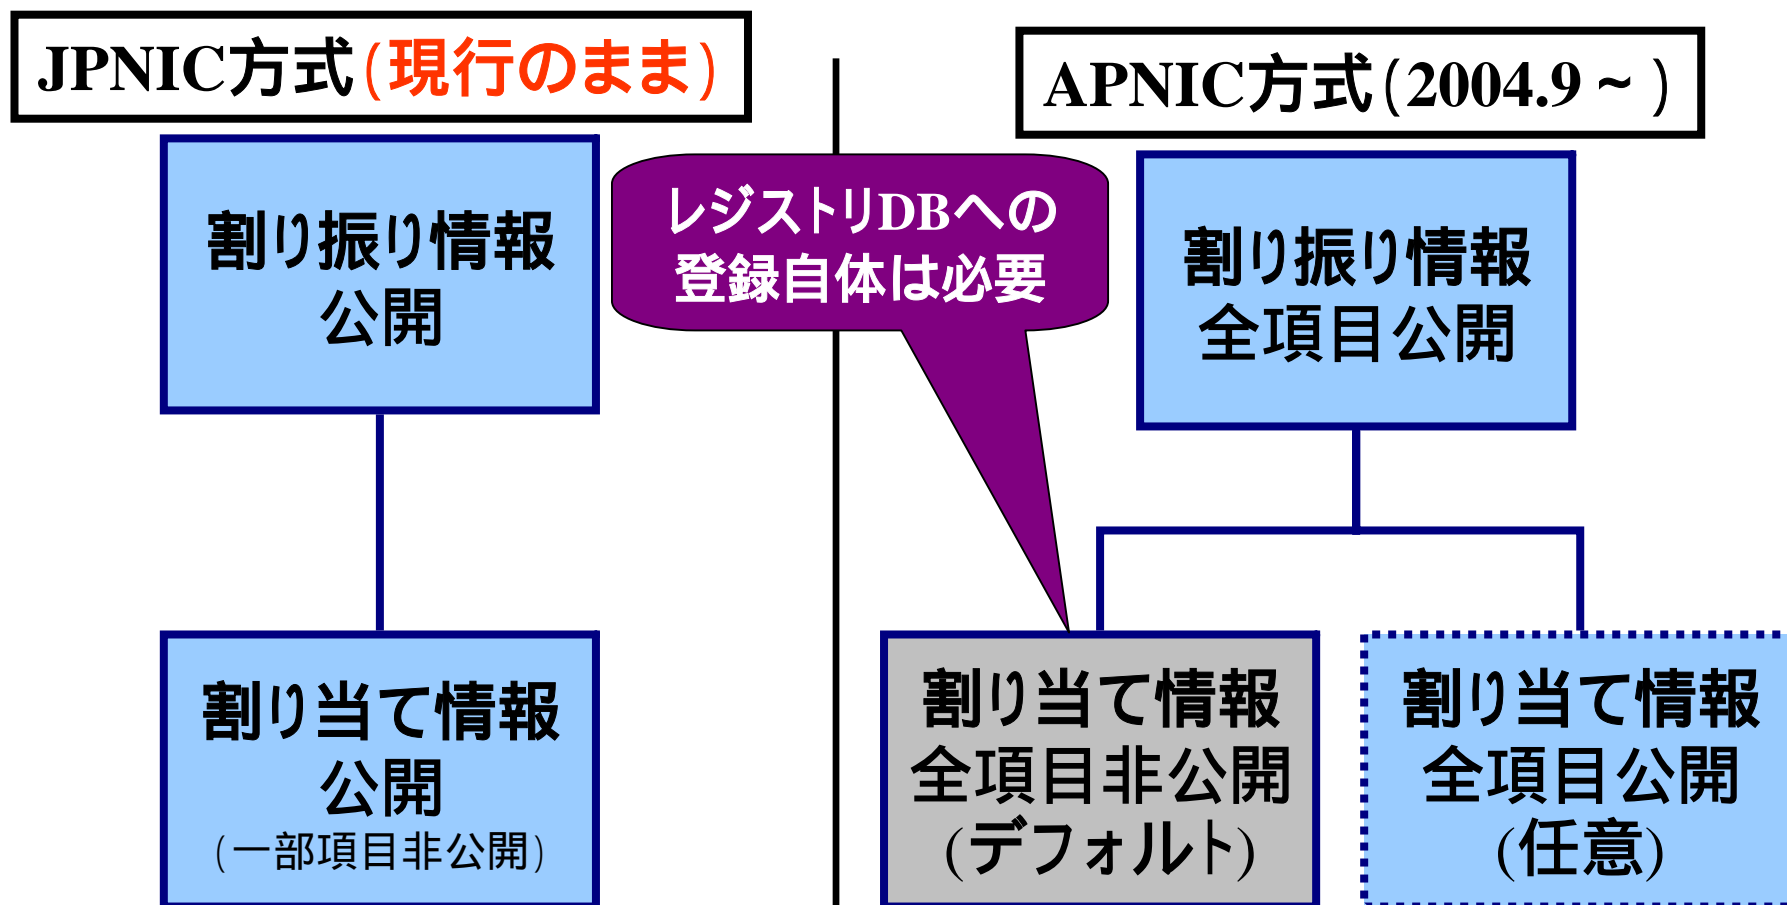 JPNIC方式(現行のまま)
割り振り情報
公開
割り当て情報
公開
(一部項目非公開)
レジストリDBへの
登録自体は必要
APNIC方式(2004.9~)
割り振り情報
全項目公開
割り当て情報
全項目非公開
(デフォルト)
割り当て情報
全項目公開
(任意)